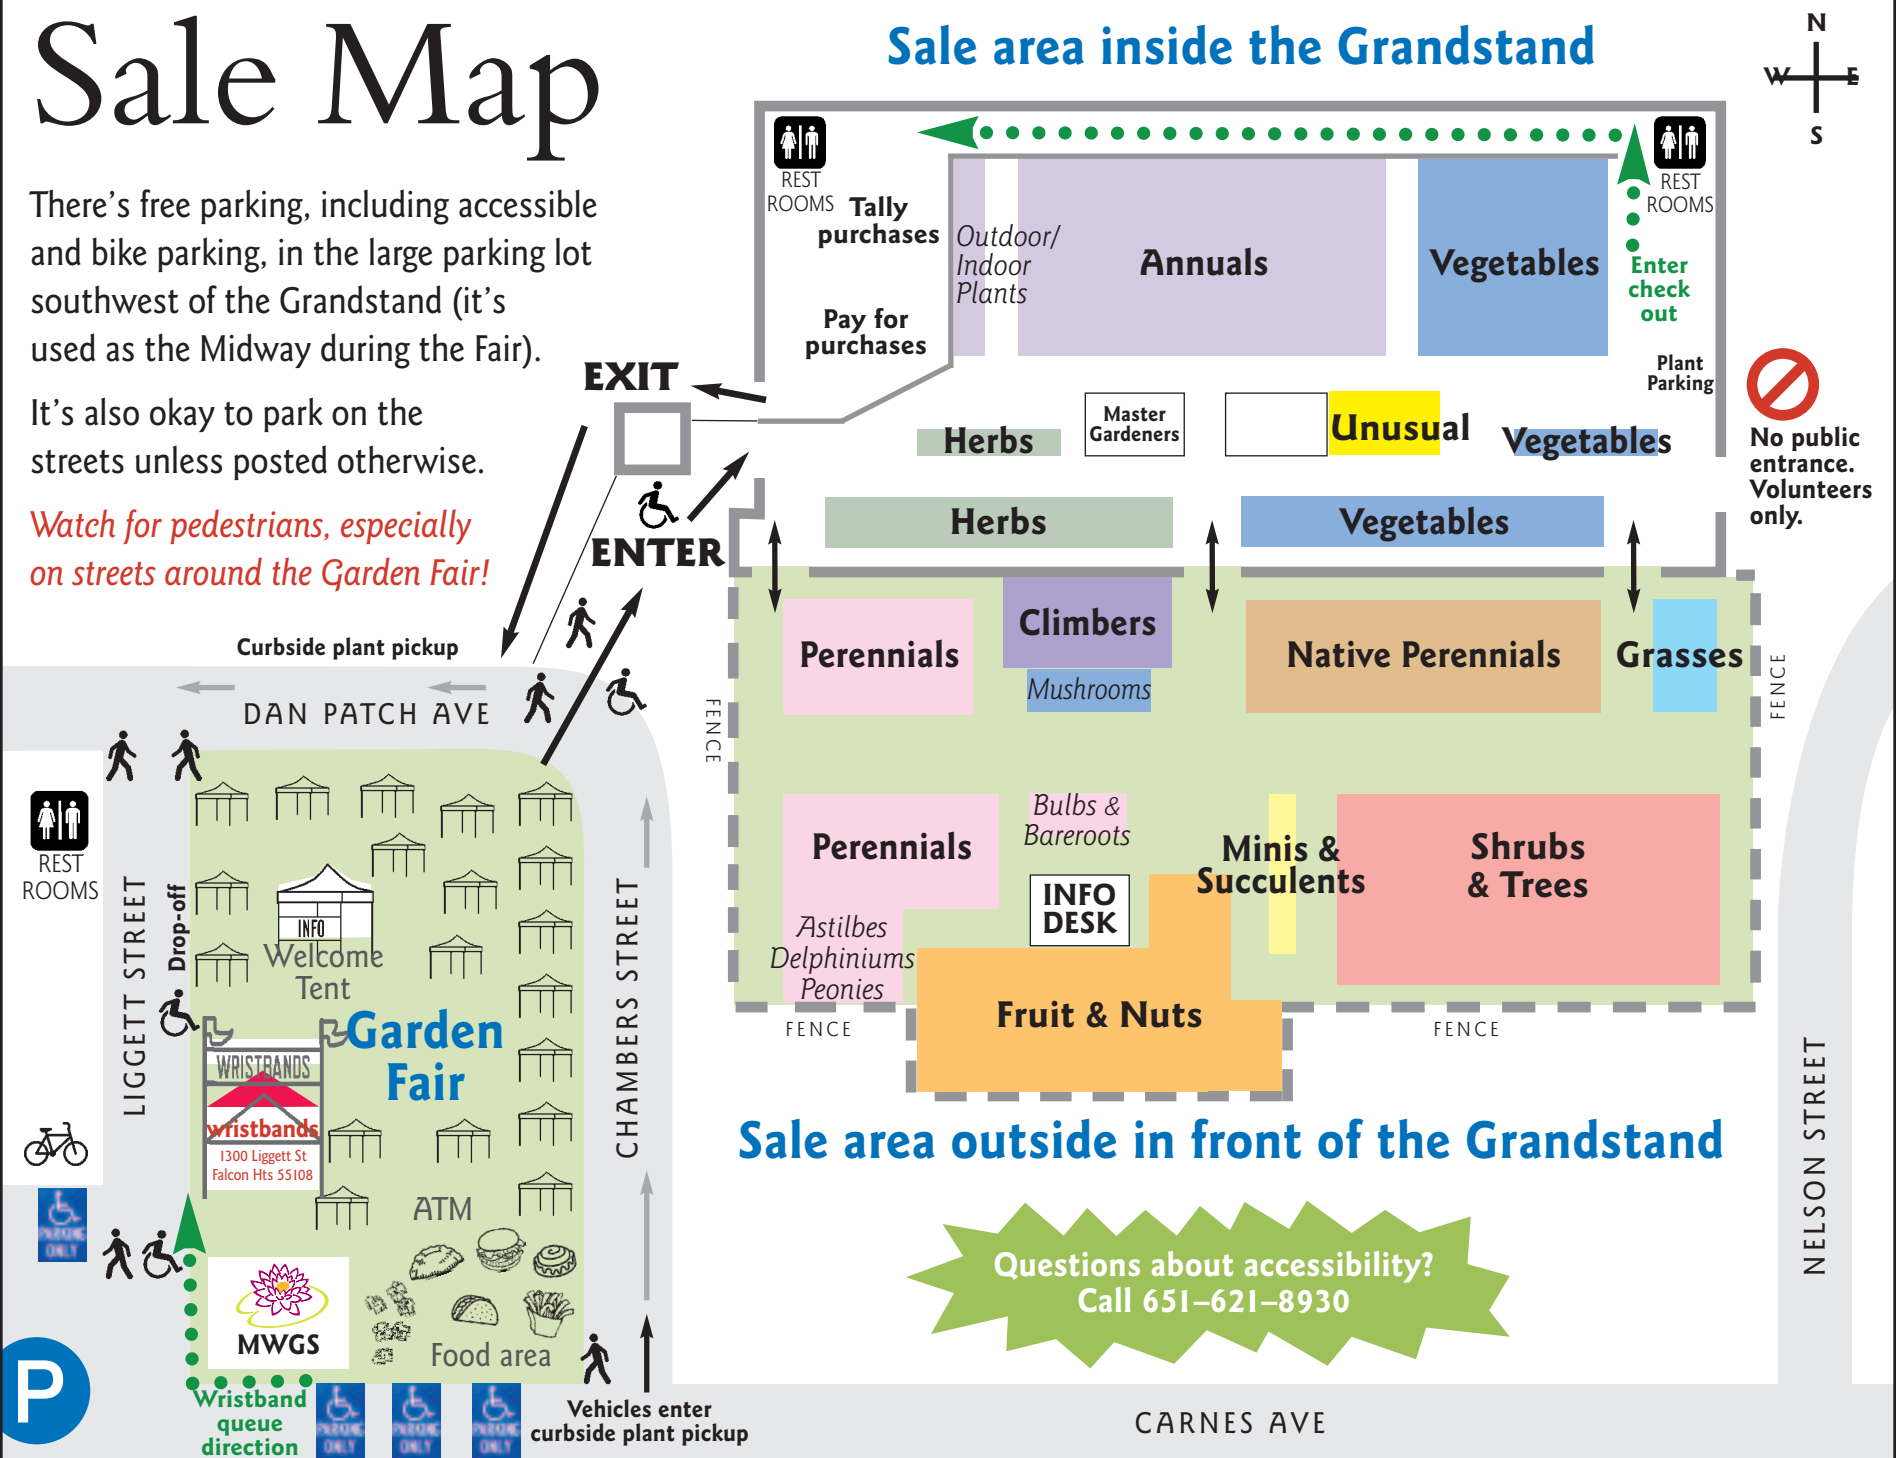 Sale Map
There's free parking, including accessible
and bike parking, in the large parking lot
southwest of the Grandstand (it's
used as the Midway during the Fair).
It's also okay to park on the
streets unless posted otherwise.
Watch for pedestrians, especially
on streets around the Garden Fair!
Sale area inside the Grandstand
N
W
E
S
REST
ROOMS
Tally
purchases
Pay for
purchases
Outdoor/
Indoor
Plants
Annuals
Vegetables
REST
ROOMS
Enter
check
out
Plant
Parking
No public
entrance.
Volunteers
only.
EXIT
ENTER
Herbs
Master
Gardeners
Unusual
Vegetables
Herbs
Vegetables
Perennials
Climbers
Mushrooms
Native Perennials
Grasses
FENCE
FENCE
Perennials
Bulbs &
Bareroots
INFO
DESK
Minis &
Succulents
Shrubs
& Trees
Astilbes
Delphiniums
Peonies
Fruit & Nuts
FENCE
FENCE
Sale area outside in front of the Grandstand
Questions about accessibility?
Call 651–621–8930
Curbside plant pickup
DAN PATCH AVE
REST
ROOMS
LIGGETT STREET
Drop-off
INFO
Welcome
Tent
Garden
Fair
WRISTBANDS
wristbands
1300 Liggett St
Falcon Hts 55108
CHAMBERS STREET
ATM
Food area
MWGS
PARKING
ONLY
P
Wristband
queue
direction
PARKING
ONLY
PARKING
ONLY
PARKING
ONLY
Vehicles enter
curbside plant pickup
CARNES AVE
NELSON STREET